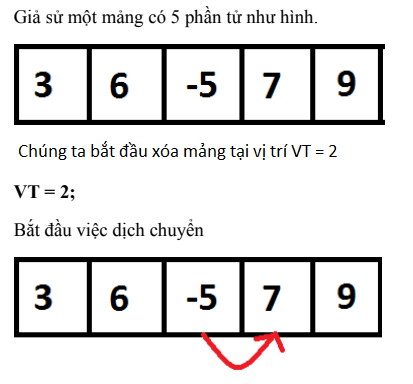 Giả sử một mảng có 5 phần tử như hình.
3 6 -5 7 9
Chúng ta bắt đầu xóa mảng tại vị trí VT = 2
VT = 2;
Bắt đầu việc dịch chuyển
3 6 -5 7 9